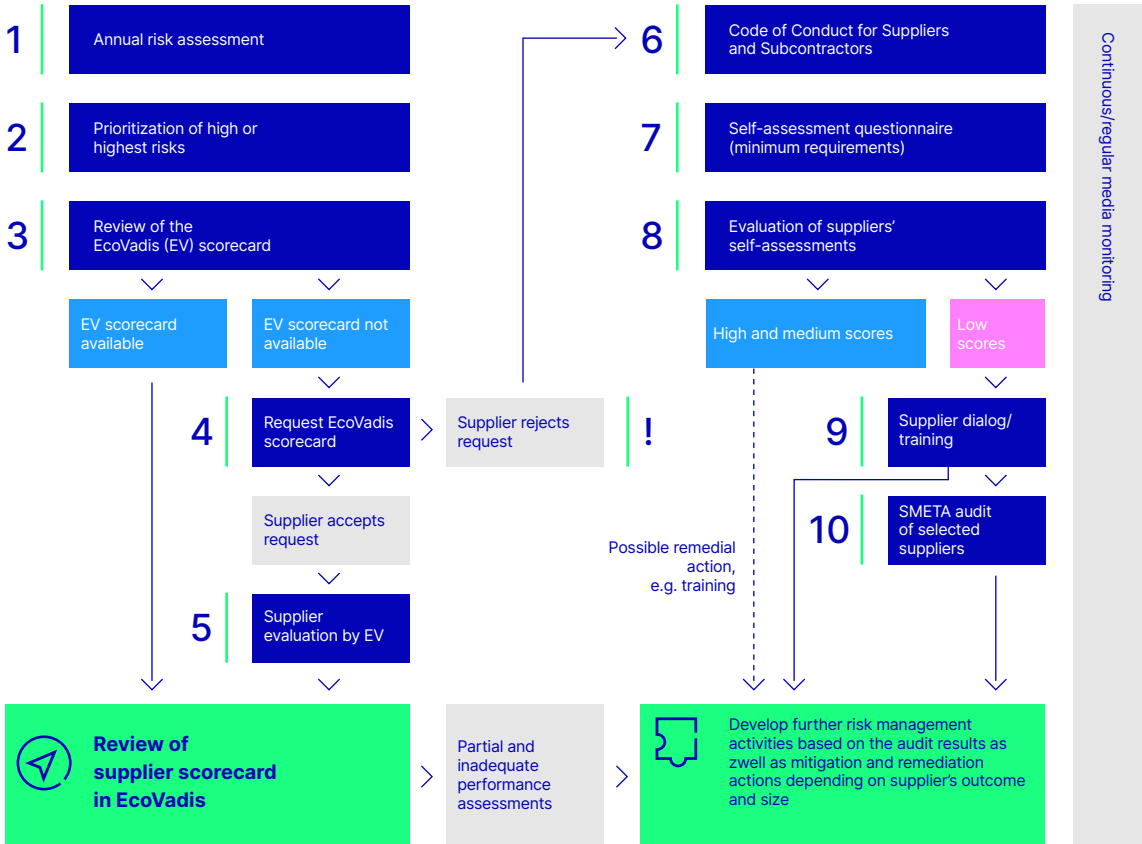 1
Annual risk assessment
2
Prioritization of high or
highest risks
3
Review of the
EcoVadis (EV) scorecard
EV scorecard
available
EV scorecard not
available
4
Request EcoVadis
scorecard
Supplier rejects
request
!
Supplier accepts
request
5
Supplier
evaluation by EV
Review of
supplier scorecard
in EcoVadis
Partial and
inadequate
performance
assessments
6
Code of Conduct for Suppliers
and Subcontractors
7
Self-assessment questionnaire
(minimum requirements)
8
Evaluation of suppliers’
self-assessments
High and medium scores
Low
scores
9
Supplier dialog/
training
10
SMETA audit
of selected
suppliers
Possible remedial
action,
e.g. training
Develop further risk management
activities based on the audit results as
zwell as mitigation and remediation
actions depending on supplier’s outcome
and size
Continuous/regular media monitoring